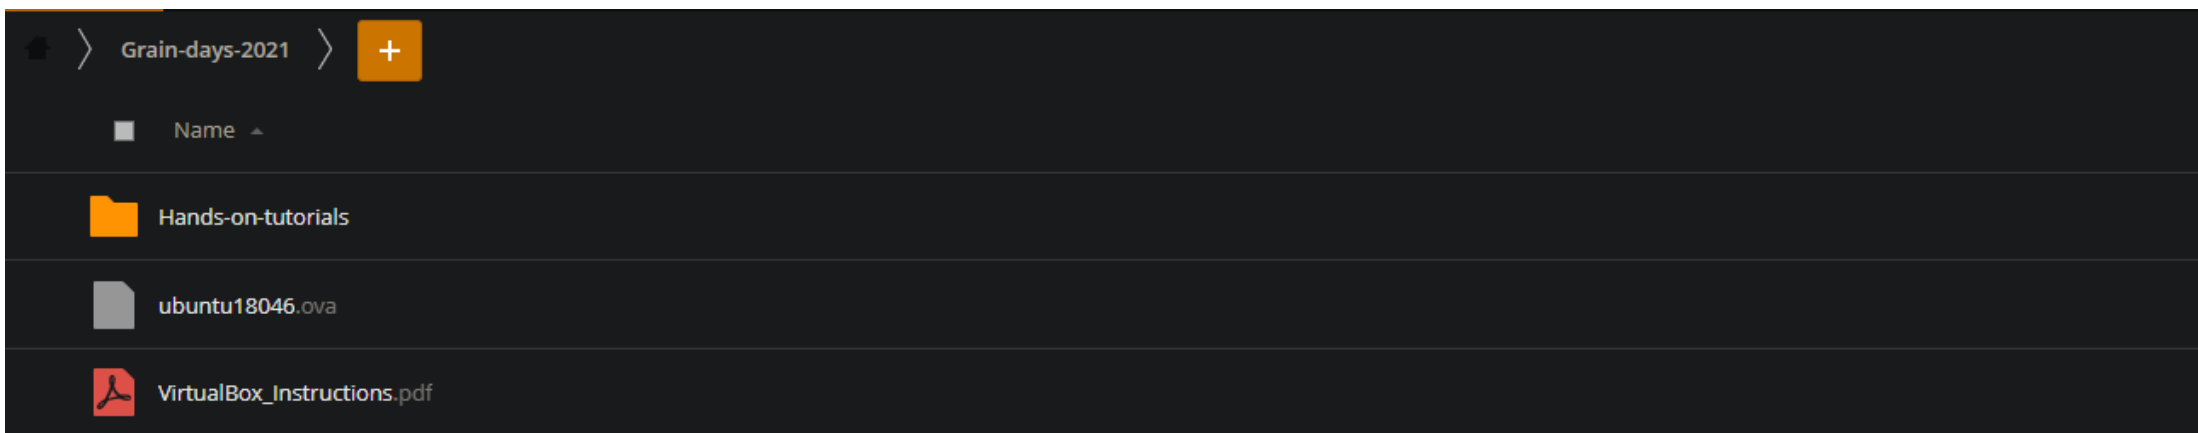 Grain-days-2021 +
Name
Hands-on-tutorials
ubuntu18046.ova
VirtualBox_Instructions.pdf